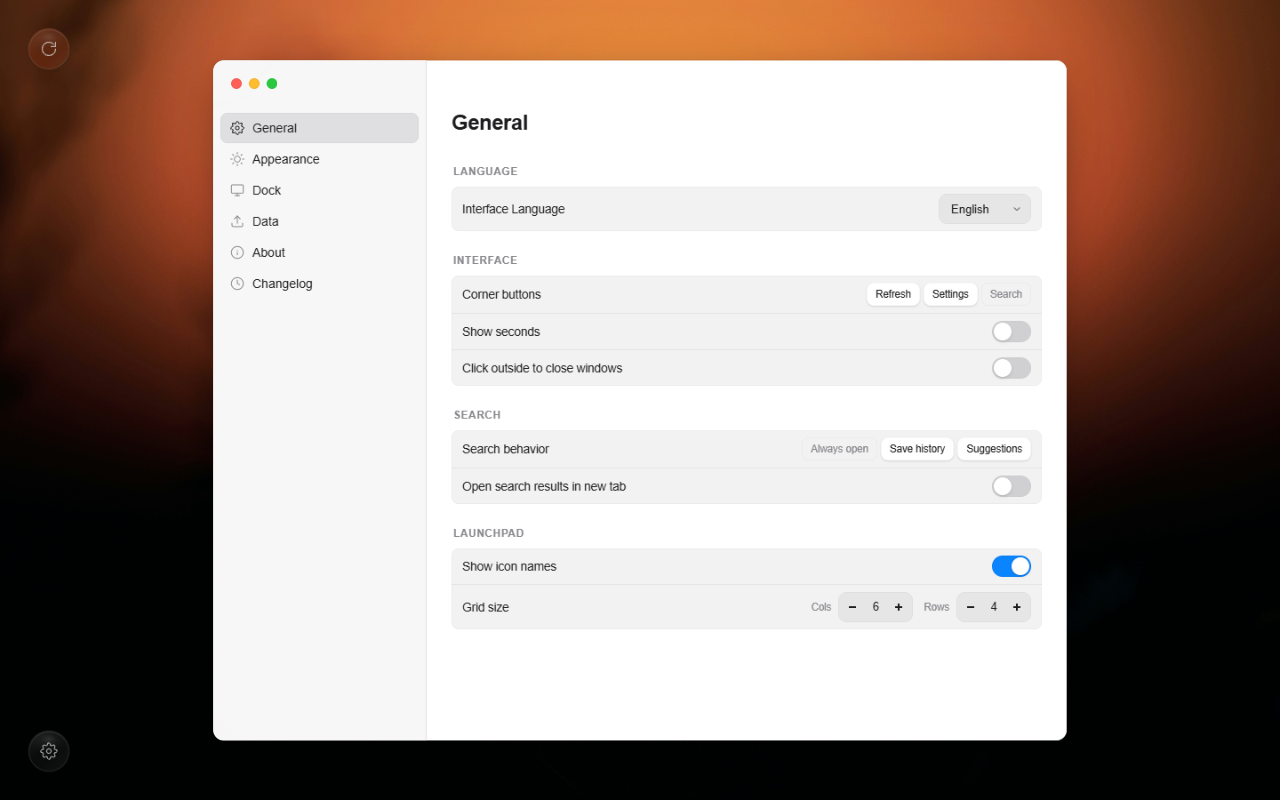 General
Appearance
Dock
Data
About
Changelog
General
LANGUAGE
Interface Language English
INTERFACE
Corner buttons Refresh Settings Search
Show seconds
Click outside to close windows
SEARCH
Search behavior Always open Save history Suggestions
Open search results in new tab
LAUNCHPAD
Show icon names
Grid size Cols − 6 + Rows − 4 +